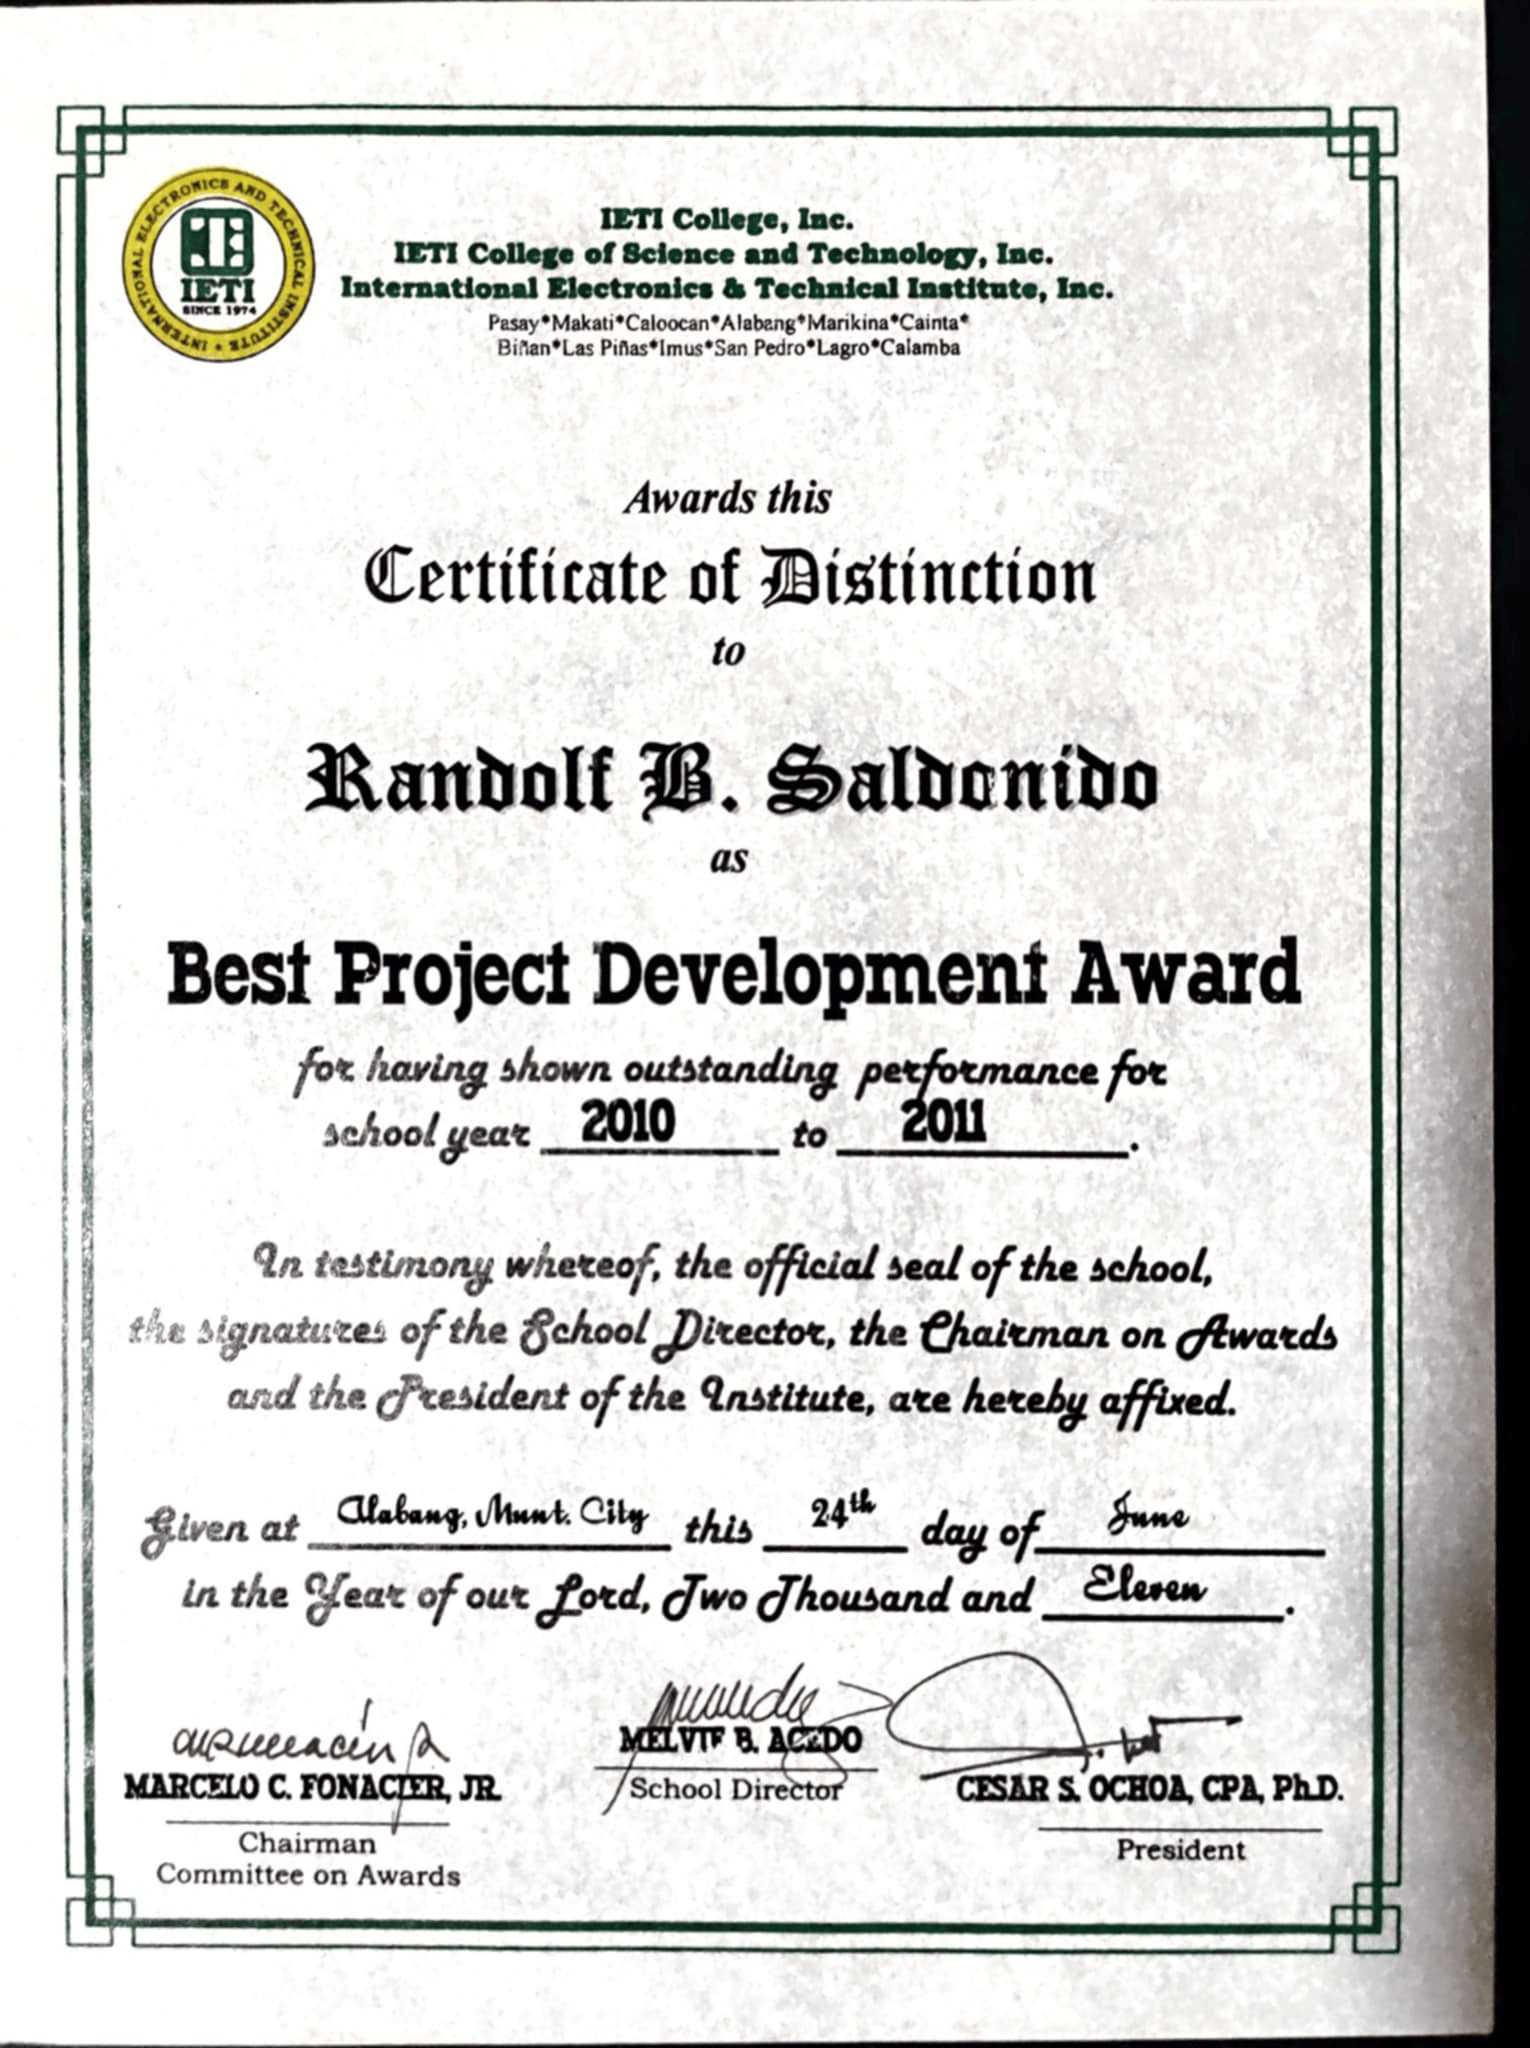 INTERNATIONAL ELECTRONICS AND TECHNICAL INSTITUTE
IETI
SINCE 1974
IETI College, Inc.
IETI College of Science and Technology, Inc.
International Electronics & Technical Institute, Inc.
Pasay*Makati*Caloocan*Alabang*Marikina*Cainta*
Biñan*Las Piñas*Imus*San Pedro*Lagro*Calamba
Awards this
Certificate of Distinction
to
Randolf B. Saldonido
as
Best Project Development Award
for having shown outstanding performance for
school year 2010 to 2011.
In testimony whereof, the official seal of the school,
the signatures of the School Director, the Chairman on Awards
and the President of the Institute, are hereby affixed.
Given at Alabang, Munt. City this 24th day of June
in the Year of our Lord, Two Thousand and Eleven.
MELVIE B. ACEDO
School Director
MARCELO C. FONACIER, JR.
Chairman
Committee on Awards
CESAR S. OCHOA, CPA, Ph.D.
President